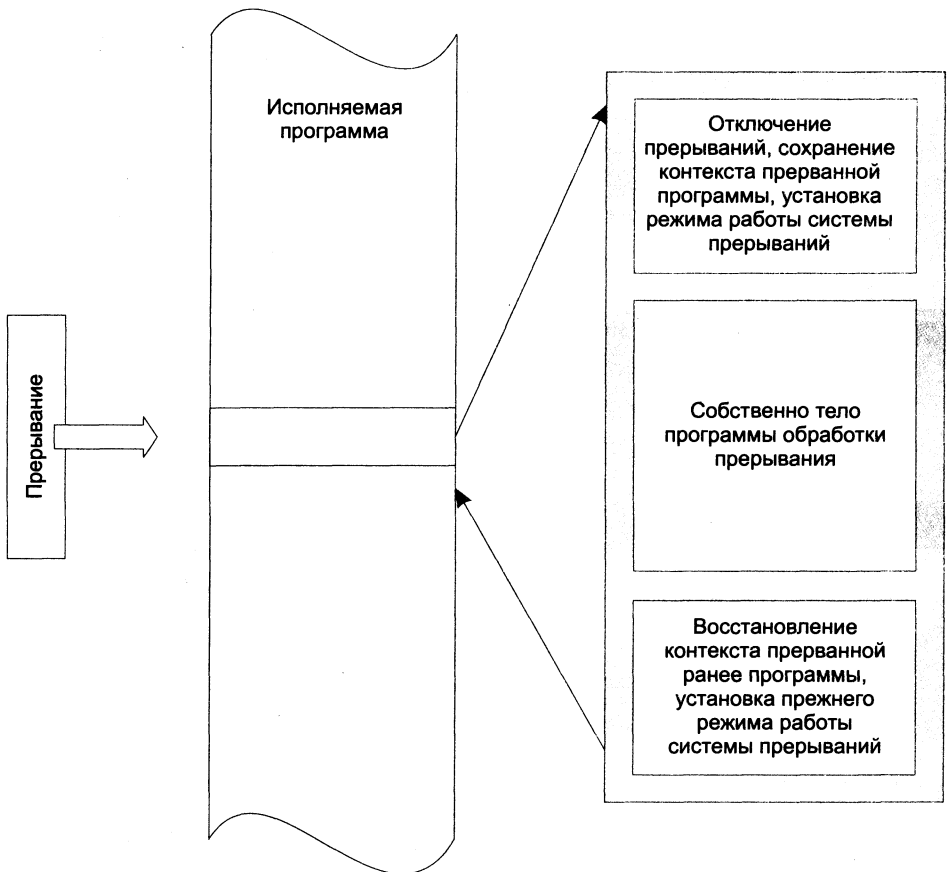 Исполняемая
программа
Прерывание
Отключение
прерываний, сохранение
контекста прерванной
программы, установка
режима работы системы
прерываний
Собственно тело
программы обработки
прерывания
Восстановление
контекста прерванной
ранее программы,
установка прежнего
режима работы
системы прерываний